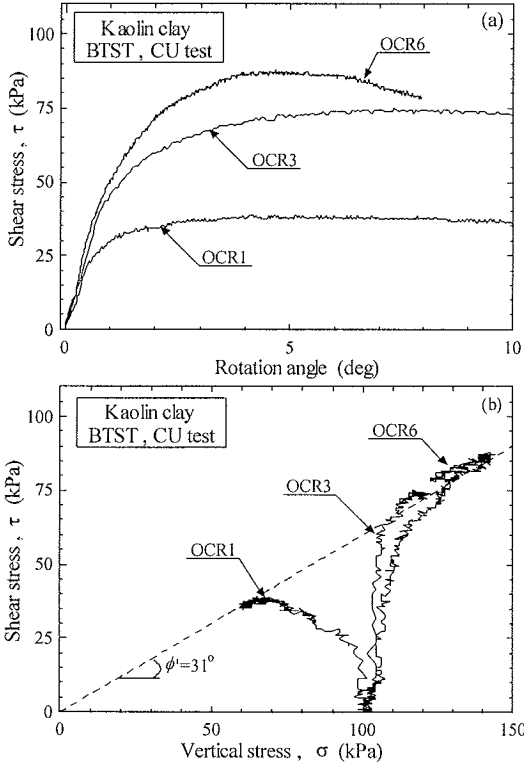 Kaolin clay
BTST , CU test
(a)
OCR6
OCR3
OCR1
100
75
50
25
0
Shear stress , τ (kPa)
0
5
10
Rotation angle (deg)
Kaolin clay
BTST , CU test
(b)
OCR6
OCR3
OCR1
ϕ'=31°
100
75
50
25
0
Shear stress , τ (kPa)
0
50
100
150
Vertical stress , σ (kPa)